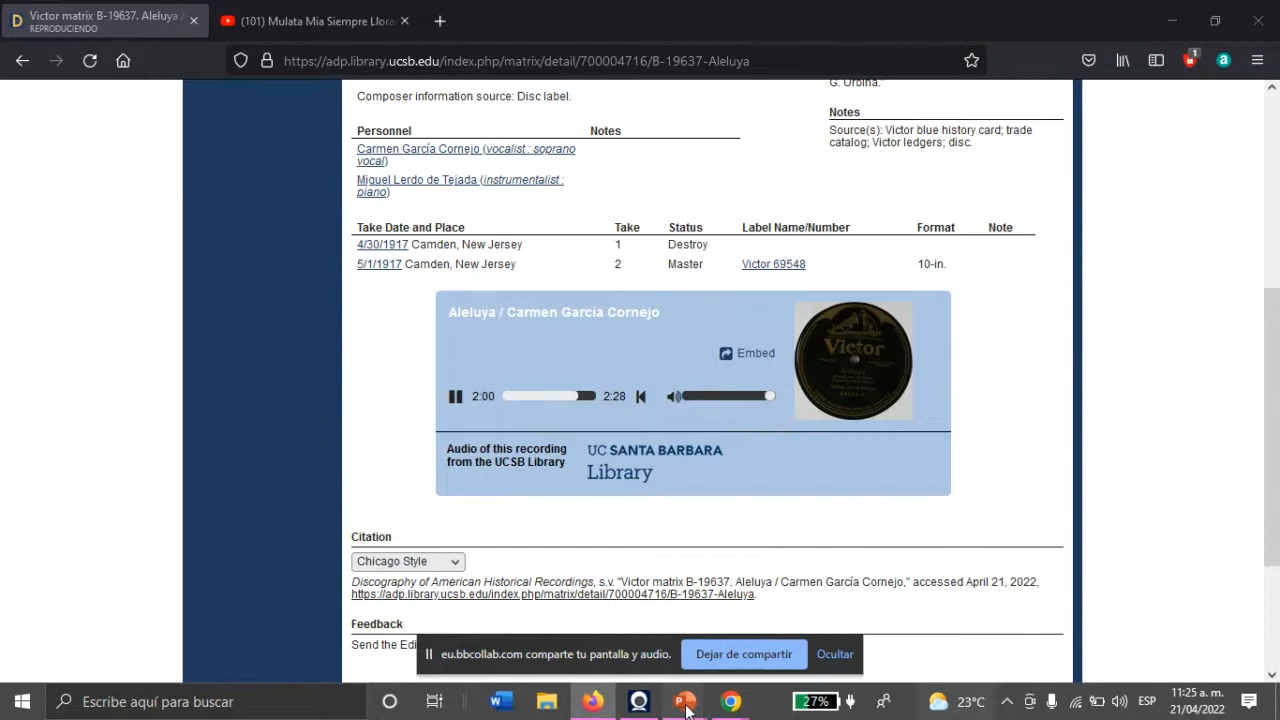 Victor matrix B-19637. Aleluya /
REPRODUCIENDO
(101) Mulata Mia Siempre Llorar
https://adp.library.ucsb.edu/index.php/matrix/detail/700004716/B-19637-Aleluya
1
a
G. Urbina."
Composer information source: Disc label.
Notes
Personnel Notes
Source(s): Victor blue history card; trade
catalog; Victor ledgers; disc.
Carmen García Cornejo (vocalist : soprano
vocal)
Miguel Lerdo de Tejada (instrumentalist :
piano)
Take Date and Place Take Status Label Name/Number Format Note
4/30/1917 Camden, New Jersey 1 Destroy
5/1/1917 Camden, New Jersey 2 Master Victor 69548 10-in.
Aleluya / Carmen García Cornejo
Embed
Victor
2:00 2:28
Audio of this recording
from the UCSB Library
UC SANTA BARBARA
Library
Citation
Chicago Style
Discography of American Historical Recordings, s.v. "Victor matrix B-19637. Aleluya / Carmen García Cornejo," accessed April 21, 2022,
https://adp.library.ucsb.edu/index.php/matrix/detail/700004716/B-19637-Aleluya.
Feedback
Send the Edi
eu.bbcollab.com comparte tu pantalla y audio.
Dejar de compartir
Ocultar
Escribe aquí para buscar
27%
23°C
ESP
11:25 a. m.
21/04/2022